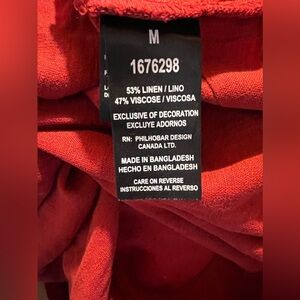 M
1676298
53% LINEN / LINO
47% VISCOSE / VISCOSA
EXCLUSIVE OF DECORATION
EXCLUYE ADORNOS
RN: PHILHOBAR DESIGN
CANADA LTD.
MADE IN BANGLADESH
HECHO EN BANGLADESH
CARE ON REVERSE
INSTRUCCIONES AL REVERSO